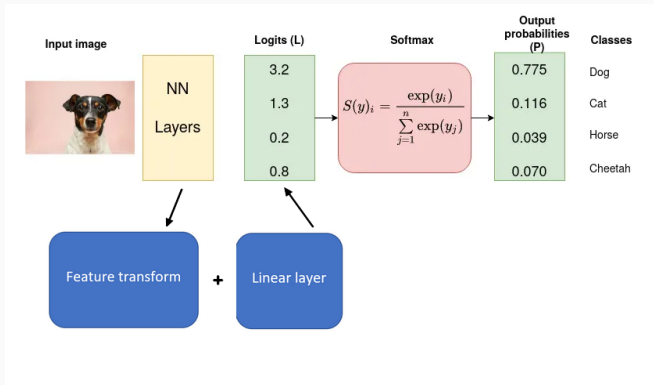 Input image
NN
Layers
Logits (L)
3.2
1.3
0.2
0.8
Softmax
S(y)_i = exp(y_i) / \sum_{j=1}^{n} exp(y_j)
Output
probabilities
(P)
0.775
0.116
0.039
0.070
Classes
Dog
Cat
Horse
Cheetah
Feature transform
+
Linear layer